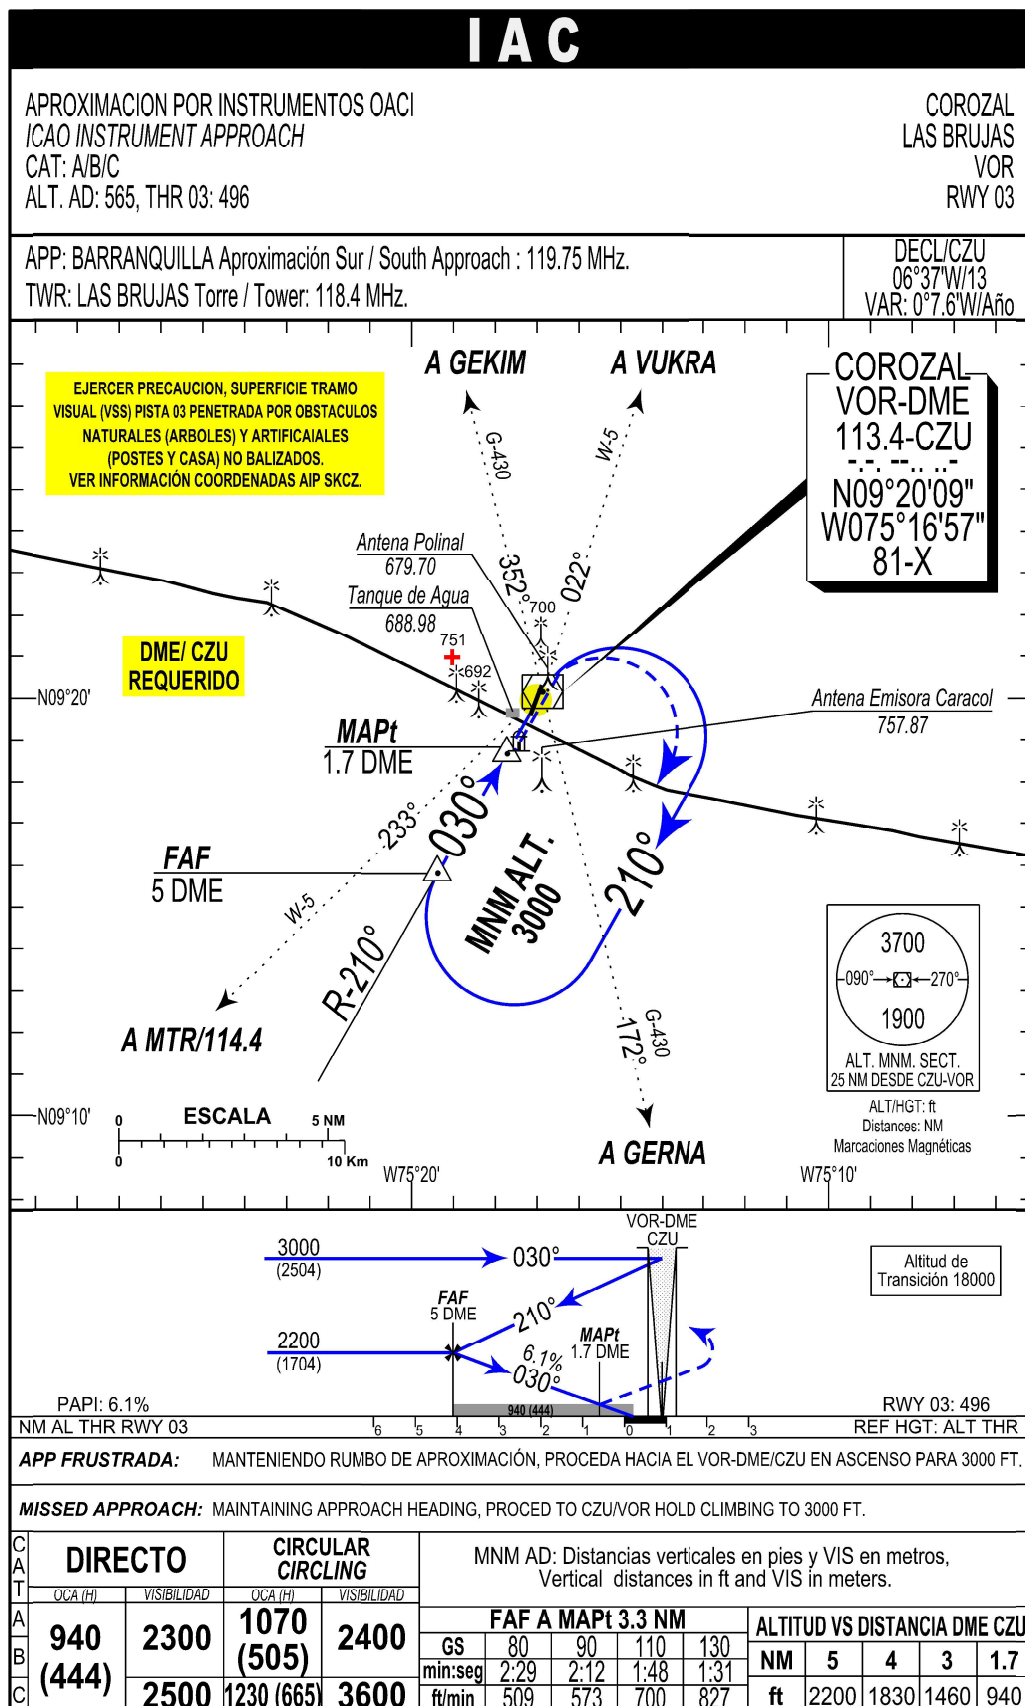 IAC
APROXIMACION POR INSTRUMENTOS OACI
ICAO INSTRUMENT APPROACH
CAT: A/B/C
ALT. AD: 565, THR 03: 496
COROZAL
LAS BRUJAS
VOR
RWY 03
APP: BARRANQUILLA Aproximación Sur / South Approach : 119.75 MHz.
TWR: LAS BRUJAS Torre / Tower: 118.4 MHz.
DECL/CZU
06°37'W/13
VAR: 0°7.6'W/Año
A GEKIM
A VUKRA
EJERCER PRECAUCION, SUPERFICIE TRAMO
VISUAL (VSS) PISTA 03 PENETRADA POR OBSTACULOS
NATURALES (ARBOLES) Y ARTIFICAIALES
(POSTES Y CASA) NO BALIZADOS.
VER INFORMACIÓN COORDENADAS AIP SKCZ.
COROZAL
VOR-DME
113.4-CZU
-.-. --.. ..-
N09°20'09"
W075°16'57"
81-X
G-430
W-5
352°
022°
Antena Polinal
679.70
Tanque de Agua
688.98
700
751
692
DME/ CZU
REQUERIDO
N09°20'
Antena Emisora Caracol
757.87
MAPt
1.7 DME
030°
233°
FAF
5 DME
W-5
MNM ALT.
3000
210°
R-210°
A MTR/114.4
172°
G-430
A GERNA
3700
090°
270°
1900
ALT. MNM. SECT.
25 NM DESDE CZU-VOR
ALT/HGT: ft
Distances: NM
Marcaciones Magnéticas
N09°10'
ESCALA
0
5 NM
0
10 Km
W75°20'
W75°10'
VOR-DME
CZU
3000
(2504)
030°
Altitud de
Transición 18000
FAF
5 DME
210°
MAPt
1.7 DME
2200
(1704)
6.1%
030°
PAPI: 6.1%
940 (444)
RWY 03: 496
NM AL THR RWY 03
6 5 4 3 2 1 0 1 2 3
REF HGT: ALT THR
APP FRUSTRADA: MANTENIENDO RUMBO DE APROXIMACIÓN, PROCEDA HACIA EL VOR-DME/CZU EN ASCENSO PARA 3000 FT.
MISSED APPROACH: MAINTAINING APPROACH HEADING, PROCED TO CZU/VOR HOLD CLIMBING TO 3000 FT.
CAT
DIRECTO
CIRCULAR
CIRCLING
MNM AD: Distancias verticales en pies y VIS en metros,
Vertical distances in ft and VIS in meters.
OCA (H) VISIBILIDAD OCA (H) VISIBILIDAD
A
B
C
940
(444)
2300
1070
(505)
2400
2500
1230 (665)
3600
FAF A MAPt 3.3 NM
GS 80 90 110 130
min:seg 2:29 2:12 1:48 1:31
ft/min 509 573 700 827
ALTITUD VS DISTANCIA DME CZU
NM 5 4 3 1.7
ft 2200 1830 1460 940